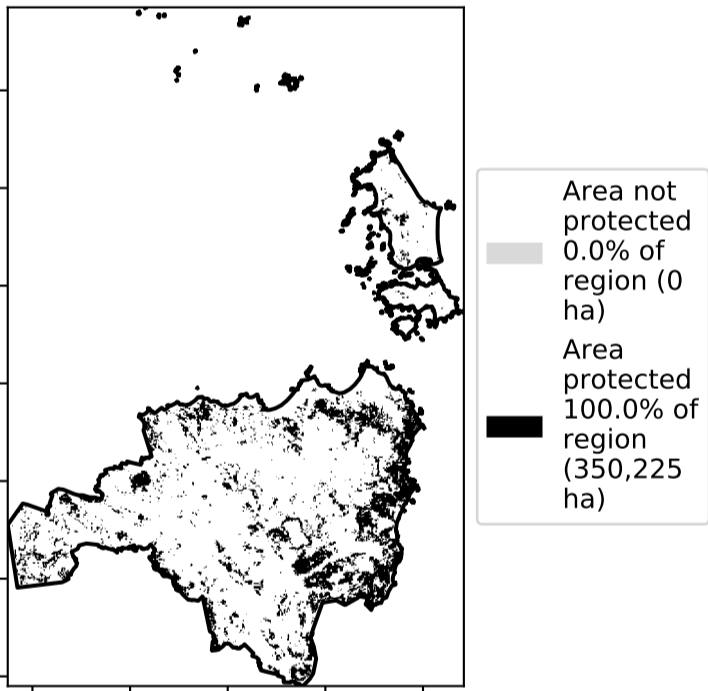 Area not
protected
0.0% of
region (0
ha)
Area
protected
100.0% of
region
(350,225
ha)